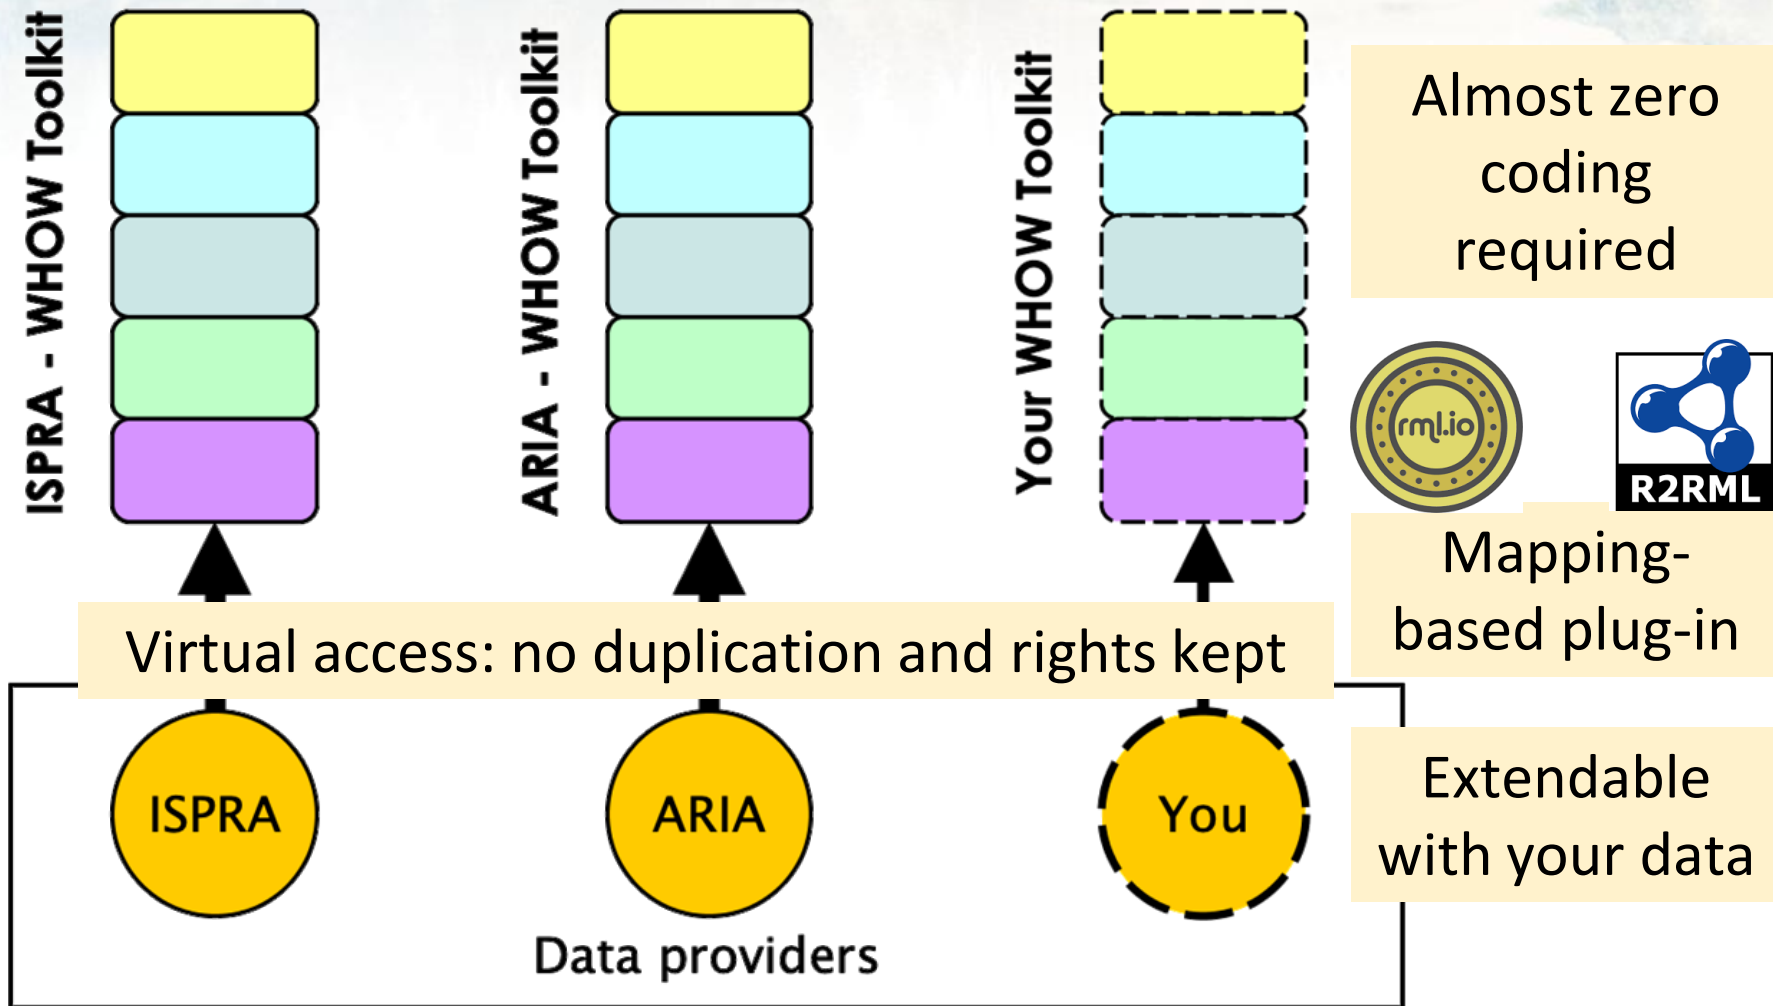 ISPRA - WHOW Toolkit
ARIA - WHOW Toolkit
Your WHOW Toolkit
Almost zero
coding
required
rml.io
R2RML
Mapping-
based plug-in
Virtual access: no duplication and rights kept
ISPRA
ARIA
You
Extendable
with your data
Data providers